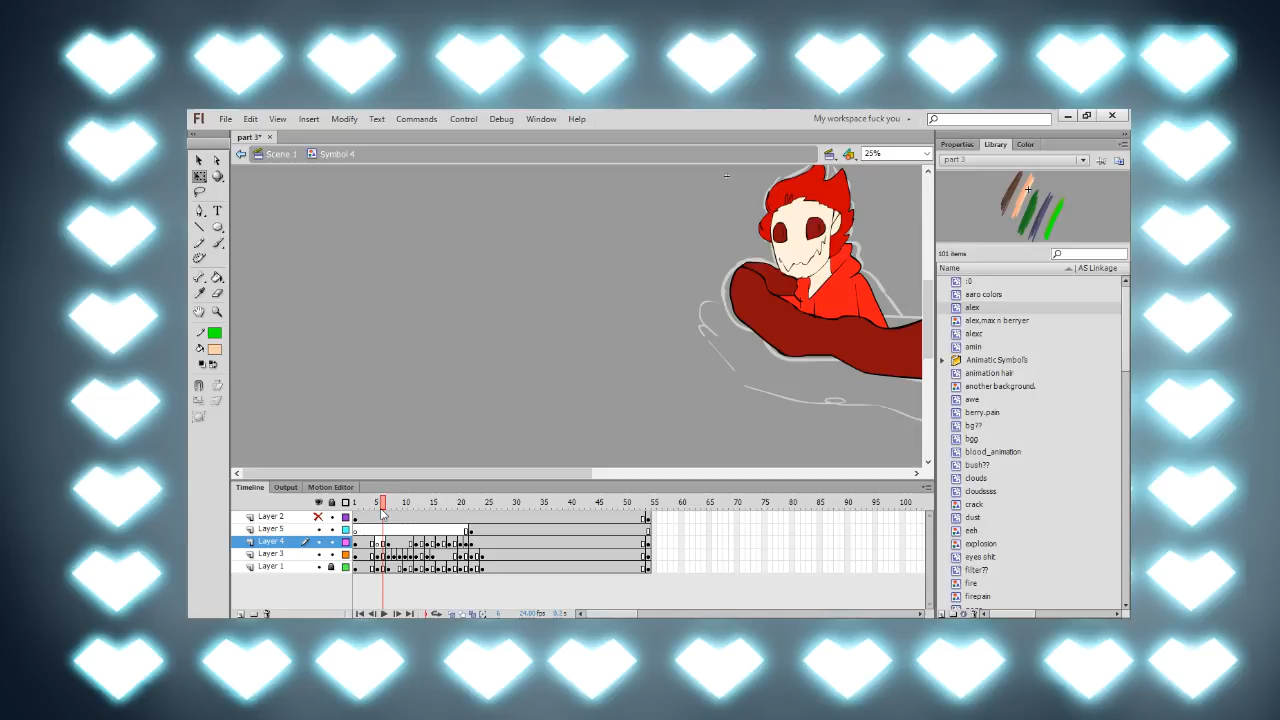 Fl File Edit View Insert Modify Text Commands Control Debug Window Help My workspace fuck you
part 3* ×
Scene 1 Symbol 4 25%
Properties Library Color
part 3
101 items
Name AS Linkage
:0
aaro colors
alex
alex,max n berryer
alexc
amin
Animatic Symbols
animation hair
another background.
awe
berry.pain
bg??
bgg
blood_animation
bush??
clouds
cloudssss
crack
dust
eeh
explosion
eyes shit
filter??
fire
firepain
Timeline Output Motion Editor
1 5 10 15 20 25 30 35 40 45 50 55 60 65 70 75 80 85 90 95 100
Layer 2
Layer 5
Layer 4
Layer 3
Layer 1
6 24.00 fps 0.2 s